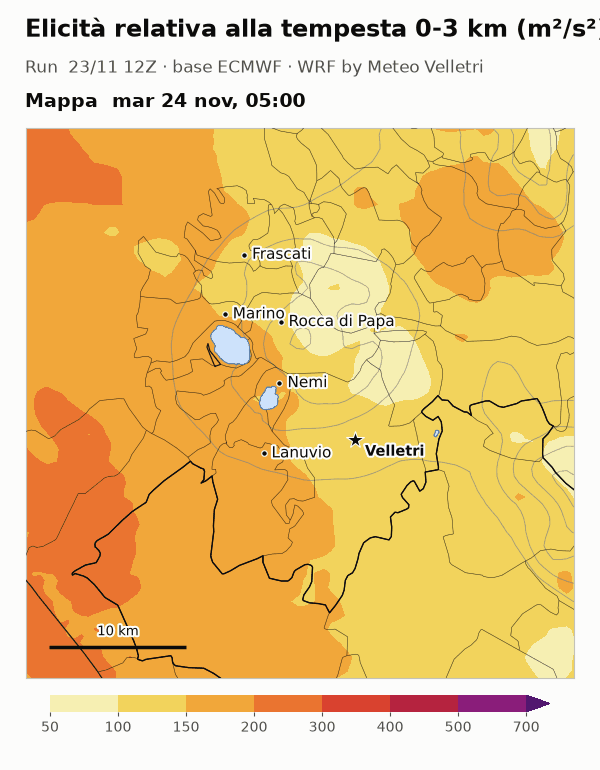 Elicità relativa alla tempesta 0-3 km (m²/s²)
Run 23/11 12Z · base ECMWF · WRF by Meteo Velletri
Mappa mar 24 nov, 05:00
Frascati
Marino
Rocca di Papa
Nemi
Velletri
Lanuvio
10 km
50 100 150 200 300 400 500 700